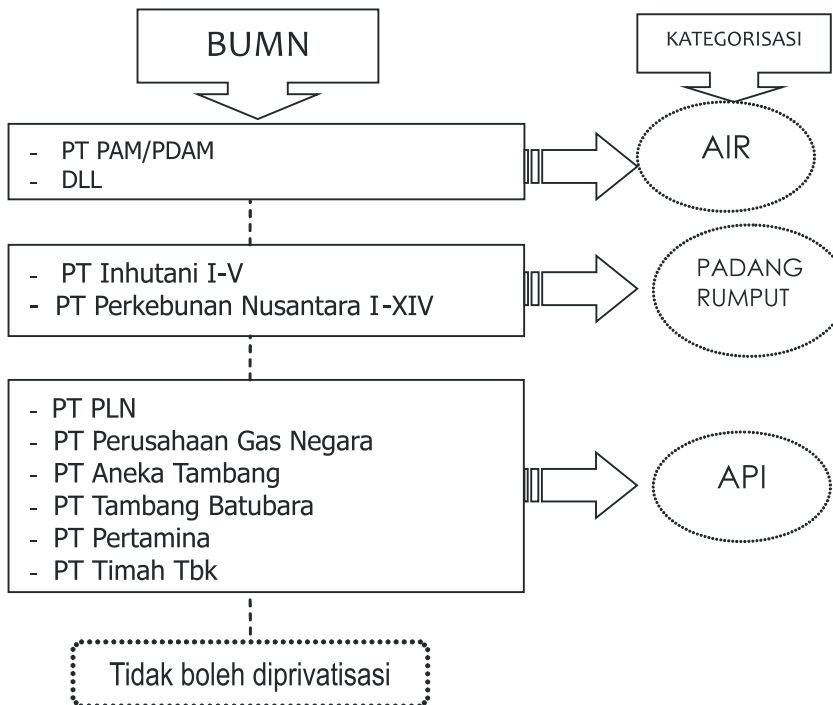 BUMN
KATEGORISASI
- PT PAM/PDAM
- DLL
AIR
- PT Inhutani I-V
- PT Perkebunan Nusantara I-XIV
PADANG
RUMPUT
- PT PLN
- PT Perusahaan Gas Negara
- PT Aneka Tambang
- PT Tambang Batubara
- PT Pertamina
- PT Timah Tbk
API
Tidak boleh diprivatisasi